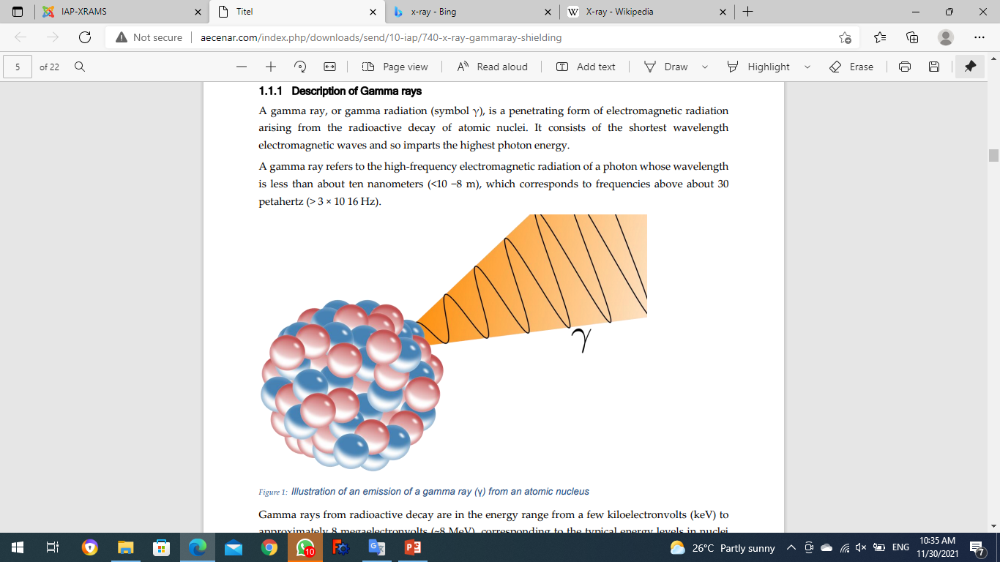 IAP-XRAMS
Titel
x-ray - Bing
W X-ray - Wikipedia
Not secure aecenar.com/index.php/downloads/send/10-iap/740-x-ray-gammaray-shielding
5 of 22 Page view Read aloud Add text Draw Highlight Erase
1.1.1 Description of Gamma rays
A gamma ray, or gamma radiation (symbol γ), is a penetrating form of electromagnetic radiation
arising from the radioactive decay of atomic nuclei. It consists of the shortest wavelength
electromagnetic waves and so imparts the highest photon energy.
A gamma ray refers to the high-frequency electromagnetic radiation of a photon whose wavelength
is less than about ten nanometers (<10 −8 m), which corresponds to frequencies above about 30
petahertz (> 3 × 10 16 Hz).
γ
Figure 1: Illustration of an emission of a gamma ray (γ) from an atomic nucleus
Gamma rays from radioactive decay are in the energy range from a few kiloelectronvolts (keV) to
approximately 8 megaelectronvolts (~8 MeV), corresponding to the typical energy levels in nuclei
10
26°C Partly sunny ENG 10:35 AM
11/30/2021
7